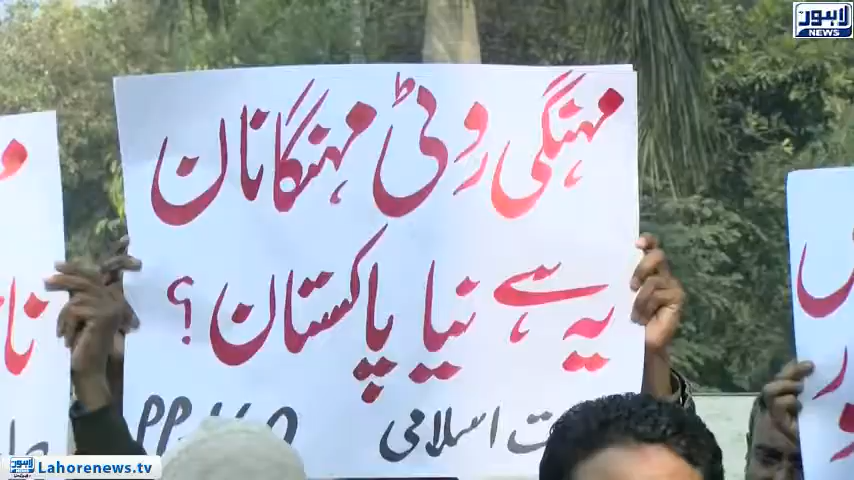 لاہور
NEWS
مہنگی روٹی مہنگا نان
یہ ہے نیا پاکستان ؟
اسلامی
Lahorenews.tv